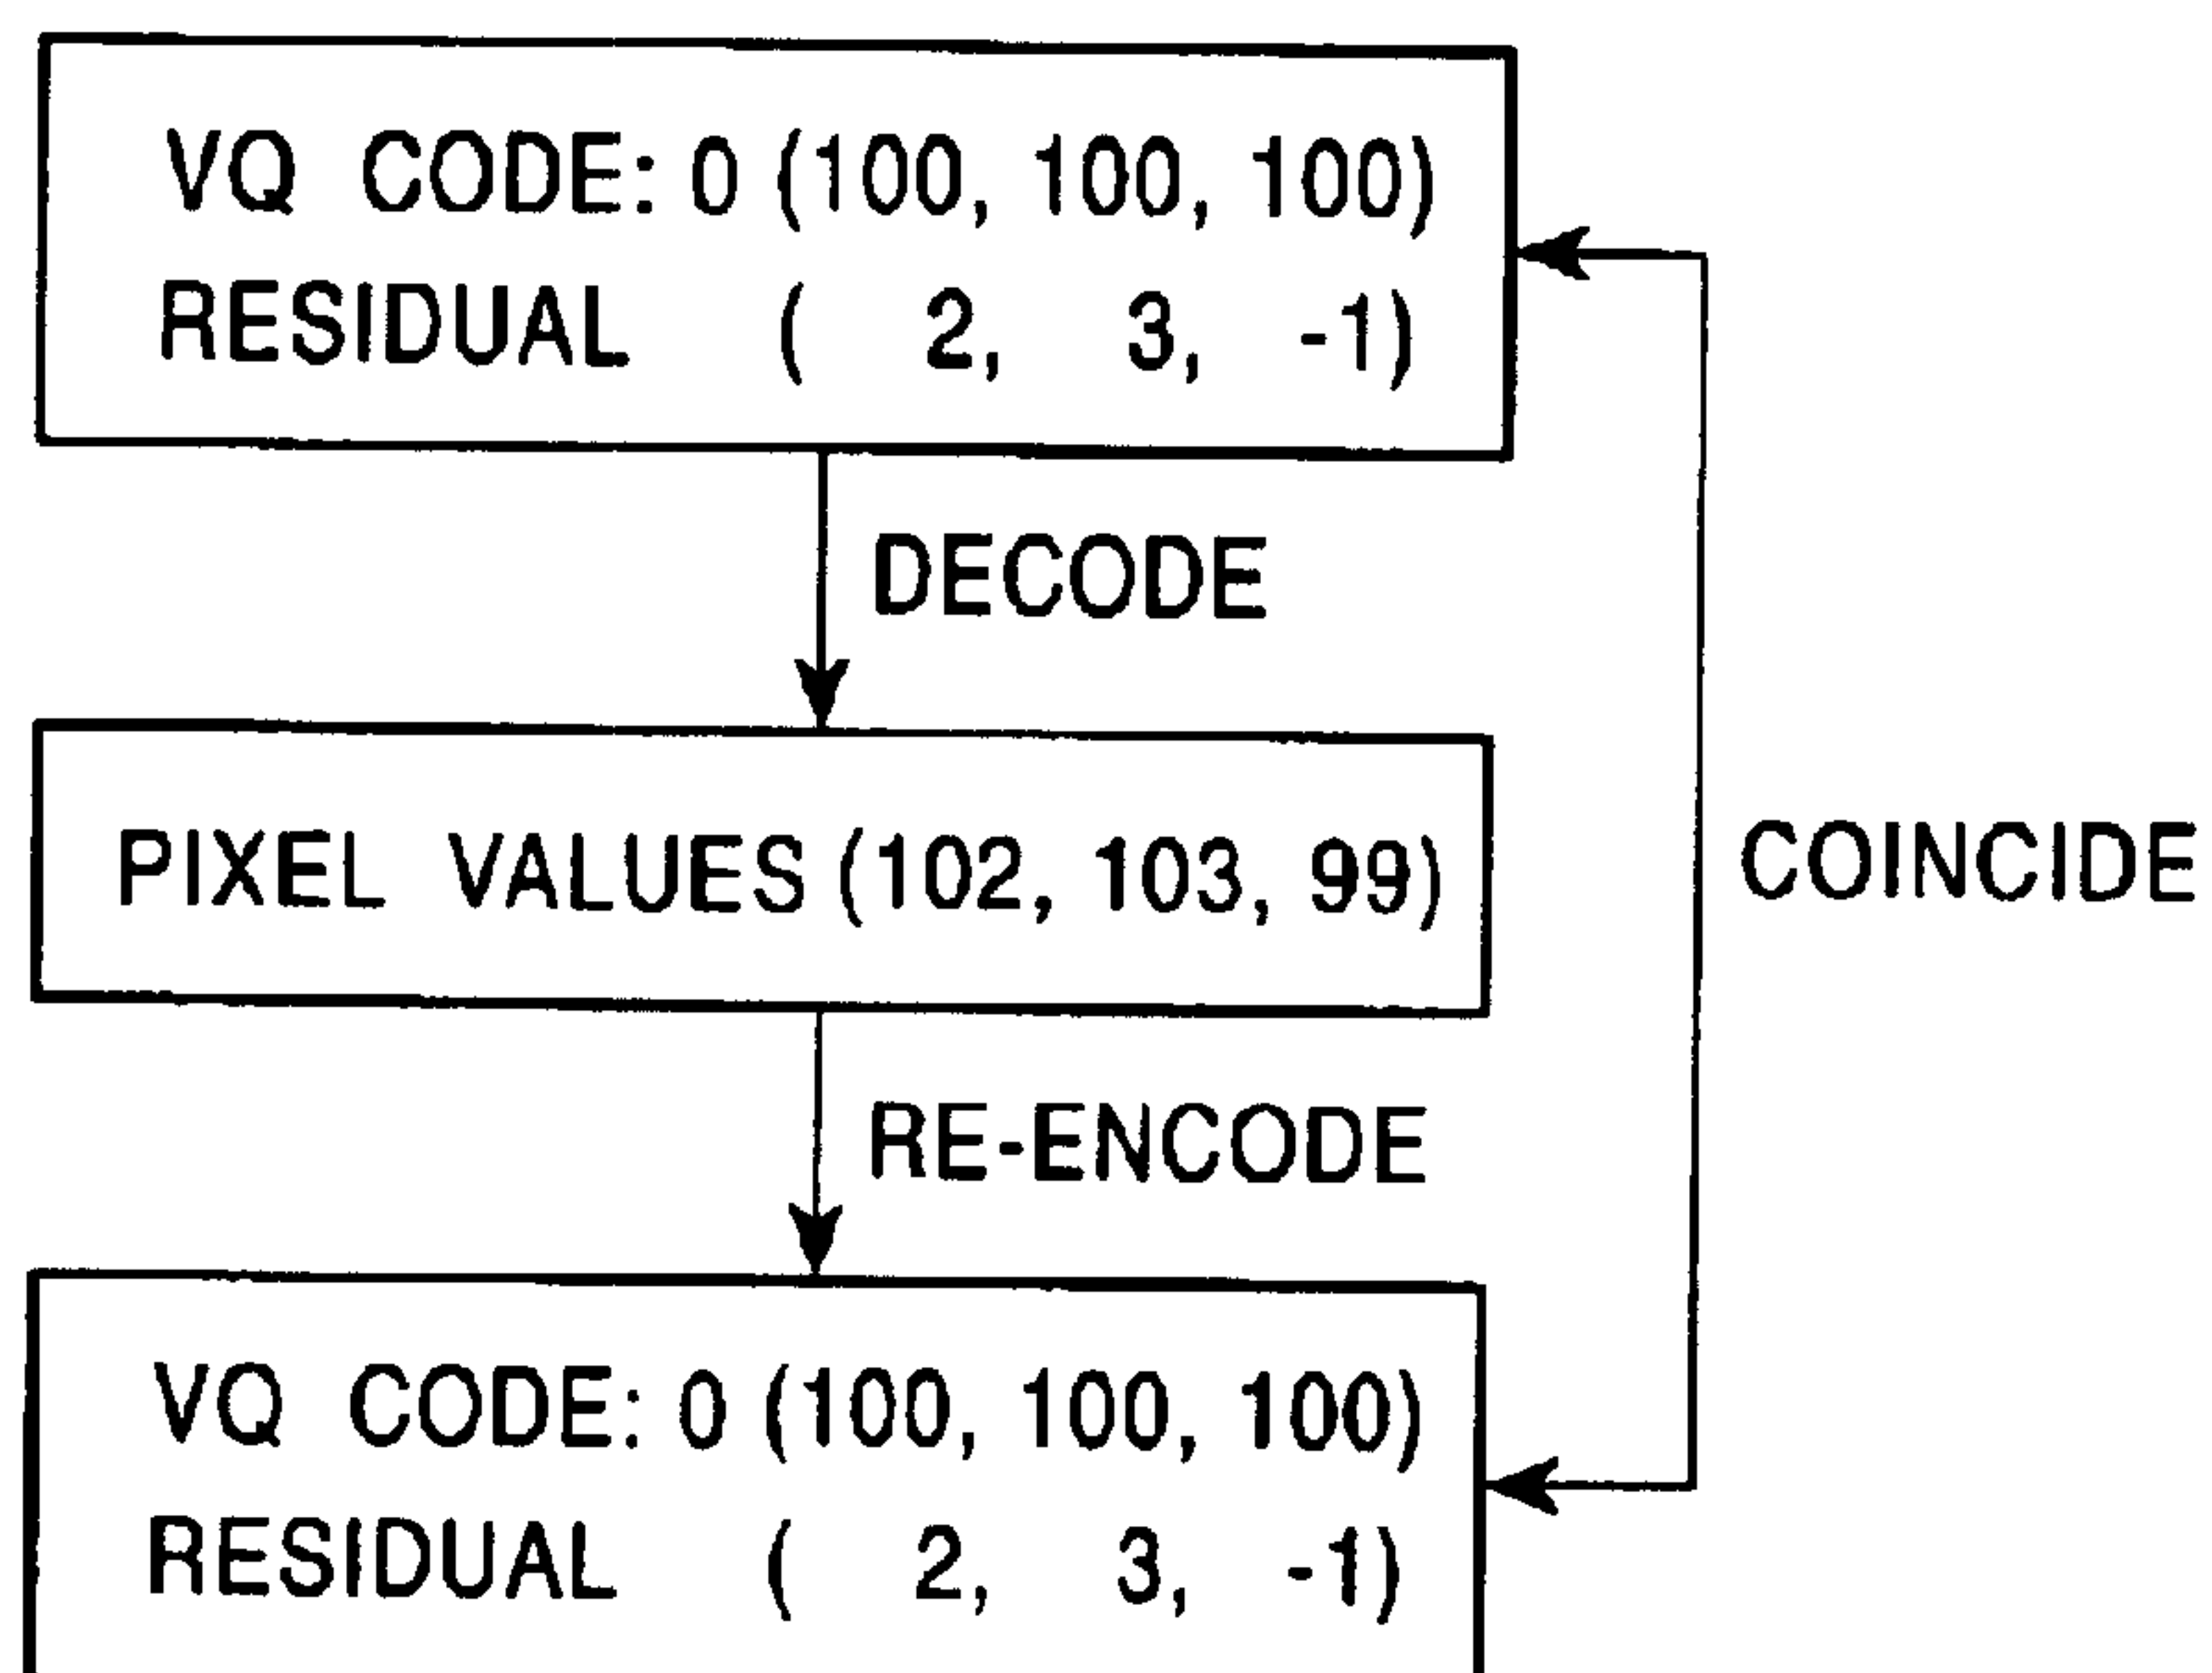 VQ CODE: 0 (100, 100, 100)
RESIDUAL ( 2, 3, -1)
DECODE
PIXEL VALUES (102, 103, 99)
COINCIDE
RE-ENCODE
VQ CODE: 0 (100, 100, 100)
RESIDUAL ( 2, 3, -1)